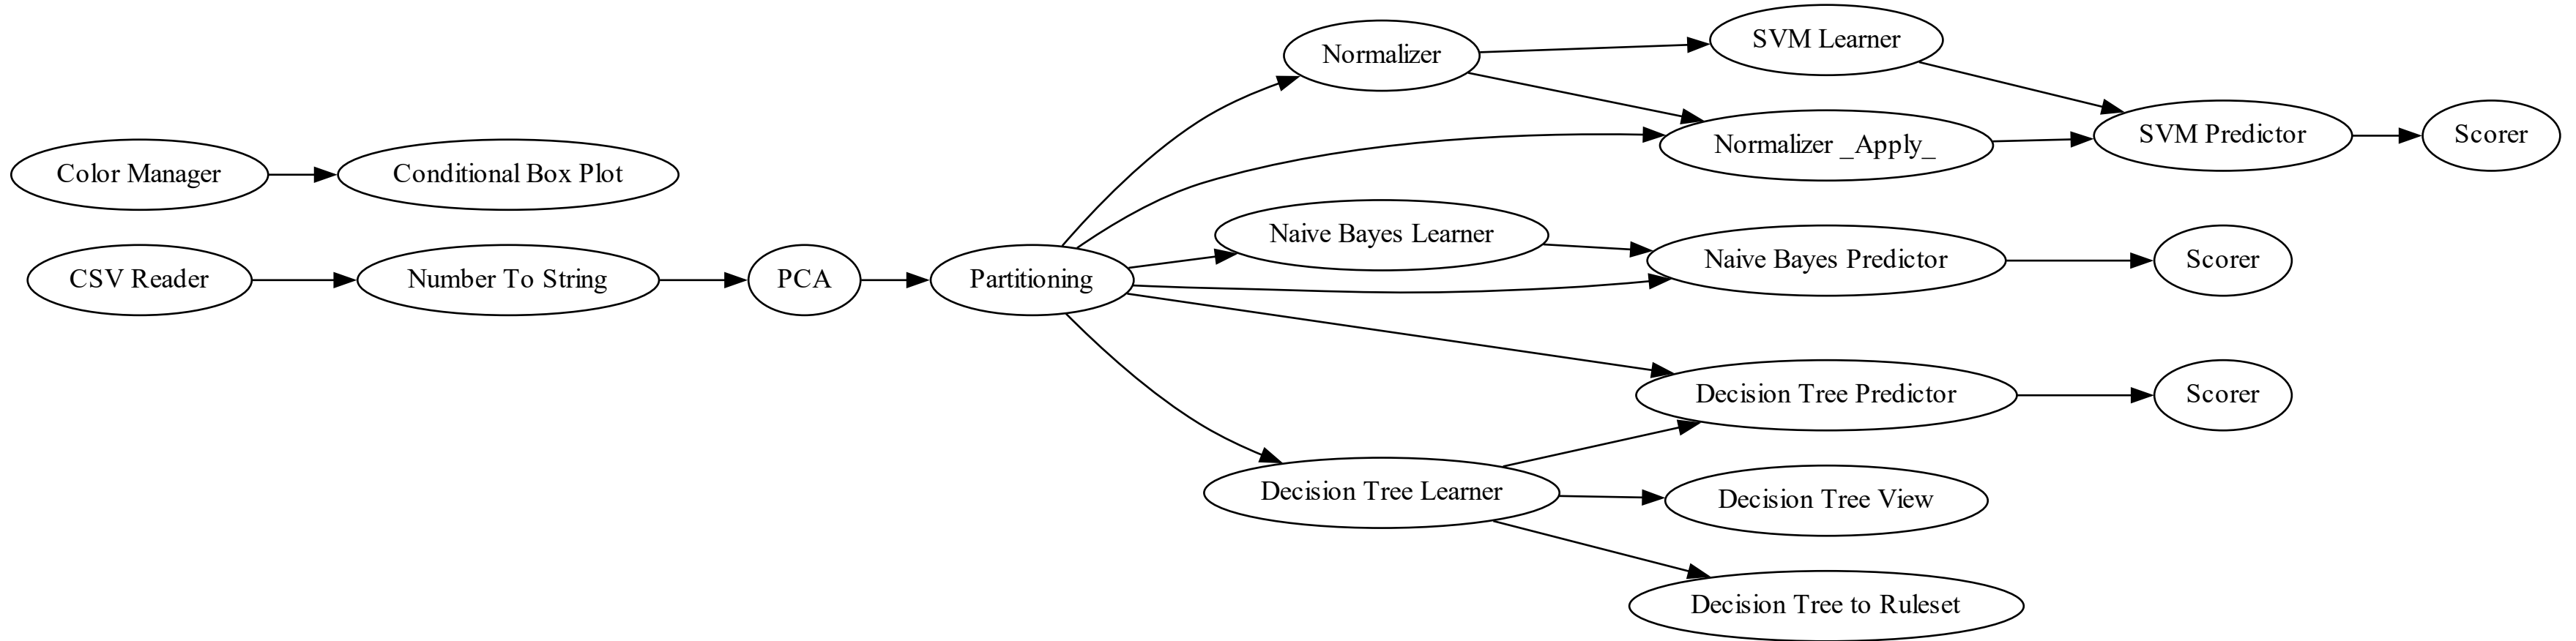 SVM Learner
Normalizer
SVM Predictor
Scorer
Normalizer _Apply_
Color Manager
Conditional Box Plot
Naive Bayes Learner
Naive Bayes Predictor
Scorer
CSV Reader
Number To String
PCA
Partitioning
Decision Tree Predictor
Scorer
Decision Tree Learner
Decision Tree View
Decision Tree to Ruleset